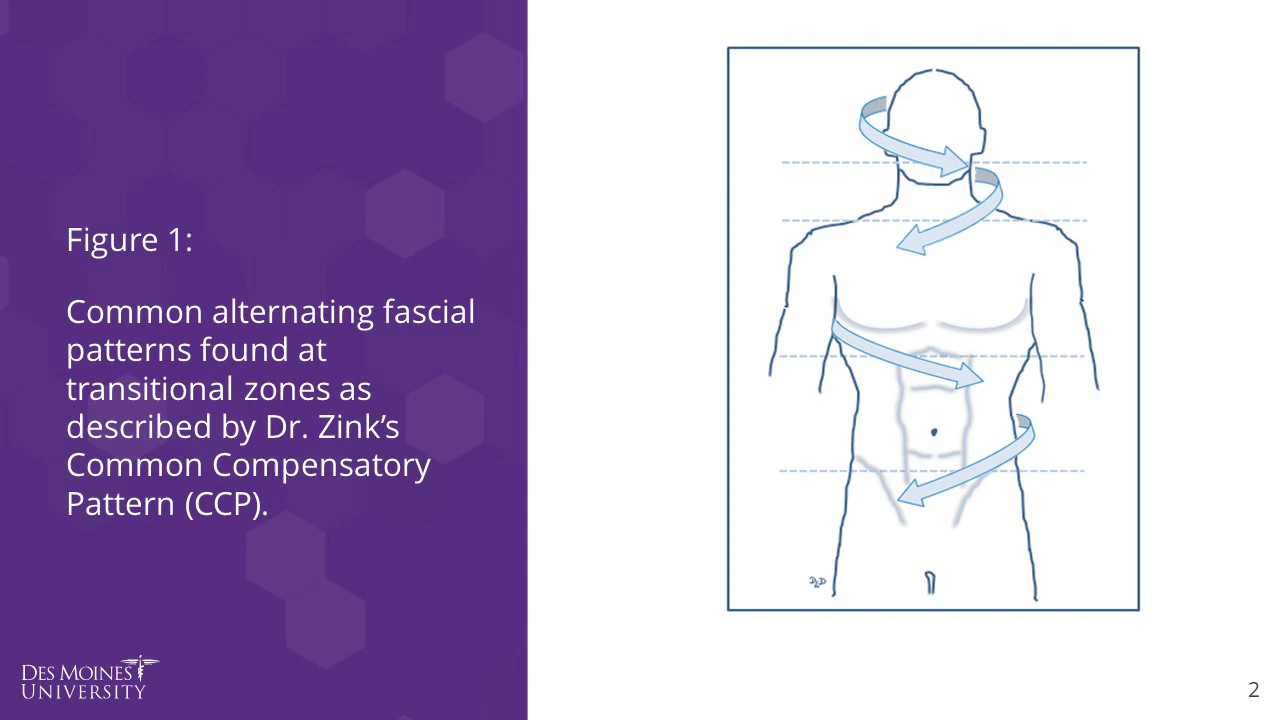 Figure 1:
Common alternating fascial
patterns found at
transitional zones as
described by Dr. Zink’s
Common Compensatory
Pattern (CCP).
DES MOINES
UNIVERSITY
2